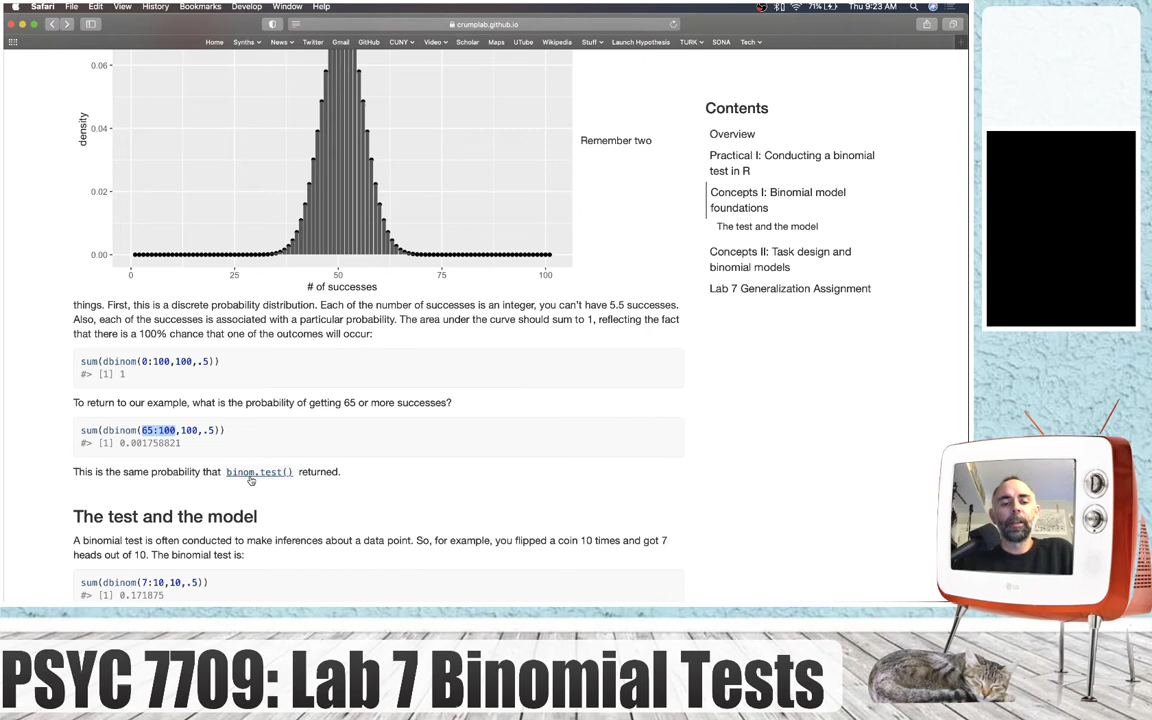 Safari File Edit View History Bookmarks Develop Window Help 71% Thu 9:23 AM
crumplab.github.io
Home Synths News Twitter Gmail GitHub CUNY Video Scholar Maps UTube Wikipedia Stuff Launch Hypothesis TURK SONA Tech
0.06
0.04
0.02
0.00
density
0 25 50 75 100
# of successes
Remember two
things. First, this is a discrete probability distribution. Each of the number of successes is an integer, you can't have 5.5 successes.
Also, each of the successes is associated with a particular probability. The area under the curve should sum to 1, reflecting the fact
that there is a 100% chance that one of the outcomes will occur:
sum(dbinom(0:100,100,.5))
#> [1] 1
To return to our example, what is the probability of getting 65 or more successes?
sum(dbinom(65:100,100,.5))
#> [1] 0.001758821
This is the same probability that binom.test() returned.
The test and the model
A binomial test is often conducted to make inferences about a data point. So, for example, you flipped a coin 10 times and got 7
heads out of 10. The binomial test is:
sum(dbinom(7:10,10,.5))
#> [1] 0.171875
Contents
Overview
Practical I: Conducting a binomial
test in R
Concepts I: Binomial model
foundations
The test and the model
Concepts II: Task design and
binomial models
Lab 7 Generalization Assignment
LG
PSYC 7709: Lab 7 Binomial Tests